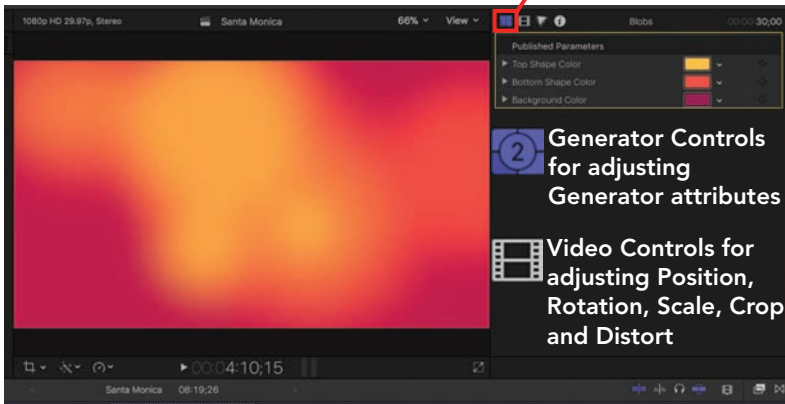 1080p HD 29.97p, Stereo
Santa Monica
66%
View
Blobs
00:00:30;00
Published Parameters
Top Shape Color
Bottom Shape Color
Background Color
2
Generator Controls
for adjusting
Generator attributes
Video Controls for
adjusting Position,
Rotation, Scale, Crop
and Distort
00:04:10;15
Santa Monica
08:19;26